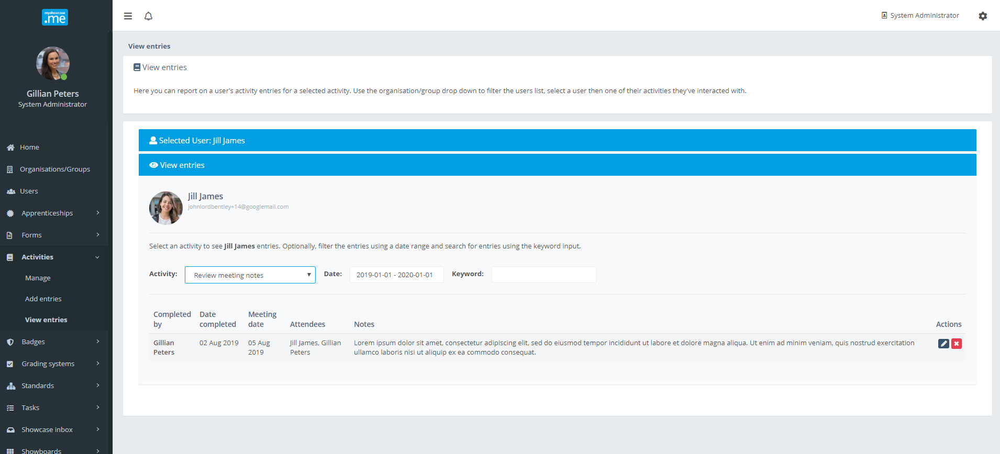 myshowcase
.me
System Administrator
Gillian Peters
System Administrator
Home
Organisations/Groups
Users
Apprenticeships
Forms
Activities
Manage
Add entries
View entries
Badges
Grading systems
Standards
Tasks
Showcase inbox
Showboards
View entries
View entries
Here you can report on a user's activity entries for a selected activity. Use the organisation/group drop down to filter the users list, select a user then one of their activities they've interacted with.
Selected User: Jill James
View entries
Jill James
johnlordbentley+14@googlemail.com
Select an activity to see Jill James entries. Optionally, filter the entries using a date range and search for entries using the keyword input.
Activity: Review meeting notes Date: 2019-01-01 - 2020-01-01 Keyword:
Completed Date Meeting
by completed date Attendees Notes Actions
Gillian 02 Aug 2019 05 Aug Jill James, Gillian Lorem ipsum dolor sit amet, consectetur adipiscing elit, sed do eiusmod tempor incididunt ut labore et dolore magna aliqua. Ut enim ad minim veniam, quis nostrud exercitation
Peters 2019 Peters ullamco laboris nisi ut aliquip ex ea commodo consequat.